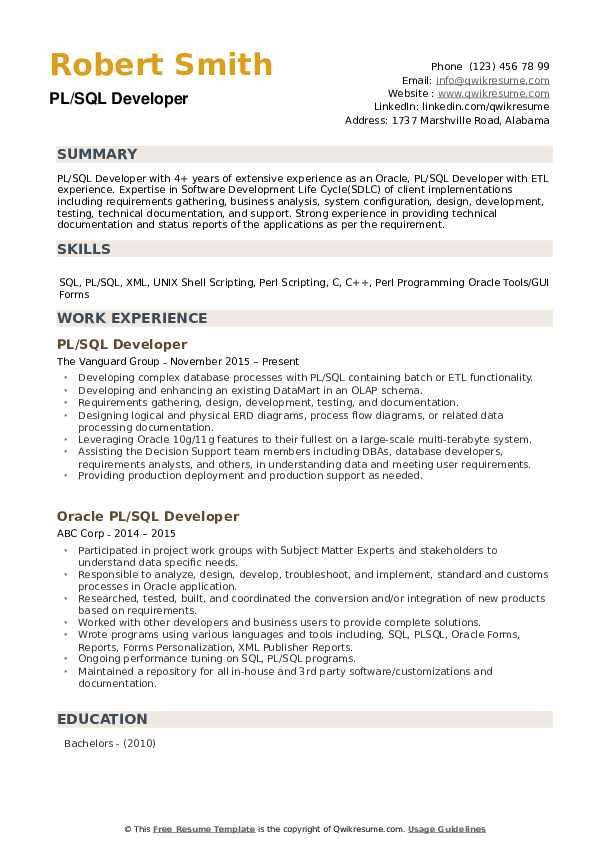 Robert Smith
PL/SQL Developer
Phone (123) 456 78 99
Email: info@qwikresume.com
Website : www.qwikresume.com
LinkedIn: linkedin.com/qwikresume
Address: 1737 Marshville Road, Alabama
SUMMARY
PL/SQL Developer with 4+ years of extensive experience as an Oracle, PL/SQL Developer with ETL
experience. Expertise in Software Development Life Cycle(SDLC) of client implementations
including requirements gathering, business analysis, system configuration, design, development,
testing, technical documentation, and support. Strong experience in providing technical
documentation and status reports of the applications as per the requirement.
SKILLS
SQL, PL/SQL, XML, UNIX Shell Scripting, Perl Scripting, C, C++, Perl Programming Oracle Tools/GUI
Forms
WORK EXPERIENCE
PL/SQL Developer
The Vanguard Group - November 2015 – Present
• Developing complex database processes with PL/SQL containing batch or ETL functionality.
• Developing and enhancing an existing DataMart in an OLAP schema.
• Requirements gathering, design, development, testing, and documentation.
• Designing logical and physical ERD diagrams, process flow diagrams, or related data
processing documentation.
• Leveraging Oracle 10g/11g features to their fullest on a large-scale multi-terabyte system.
• Assisting the Decision Support team members including DBAs, database developers,
requirements analysts, and others, in understanding data and meeting user requirements.
• Providing production deployment and production support as needed.
Oracle PL/SQL Developer
ABC Corp - 2014 – 2015
• Participated in project work groups with Subject Matter Experts and stakeholders to
understand data specific needs.
• Responsible to analyze, design, develop, troubleshoot, and implement, standard and customs
processes in Oracle application.
• Researched, tested, built, and coordinated the conversion and/or integration of new products
based on requirements.
• Worked with other developers and business users to provide complete solutions.
• Wrote programs using various languages and tools including, SQL, PLSQL, Oracle Forms,
Reports, Forms Personalization, XML Publisher Reports.
• Ongoing performance tuning on SQL, PL/SQL programs.
• Maintained a repository for all in-house and 3rd party software/customizations and
documentation.
EDUCATION
Bachelors - (2010)
© This Free Resume Template is the copyright of Qwikresume.com. Usage Guidelines